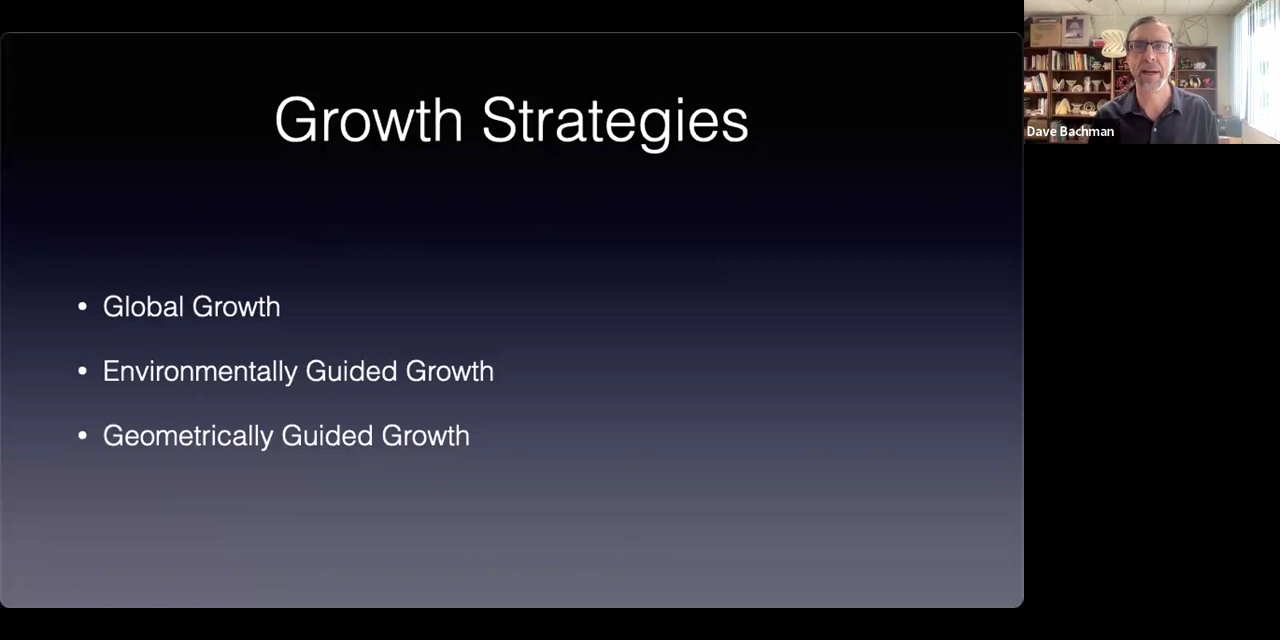 Growth Strategies
• Global Growth
• Environmentally Guided Growth
• Geometrically Guided Growth
Dave Bachman